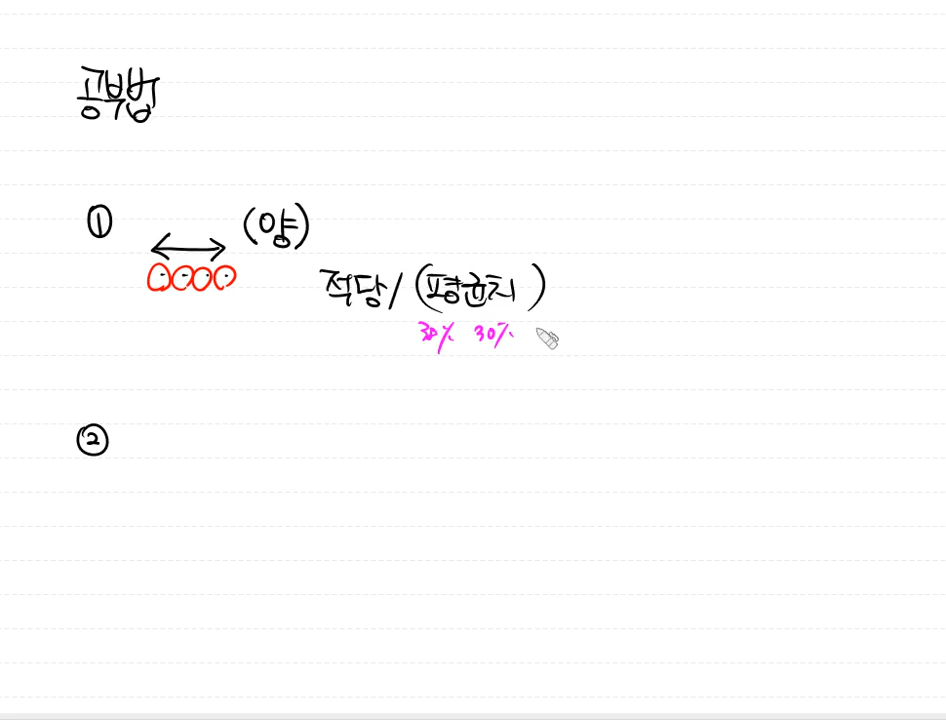 공부법
① (양)
적당/(평균치)
30% 30%
②